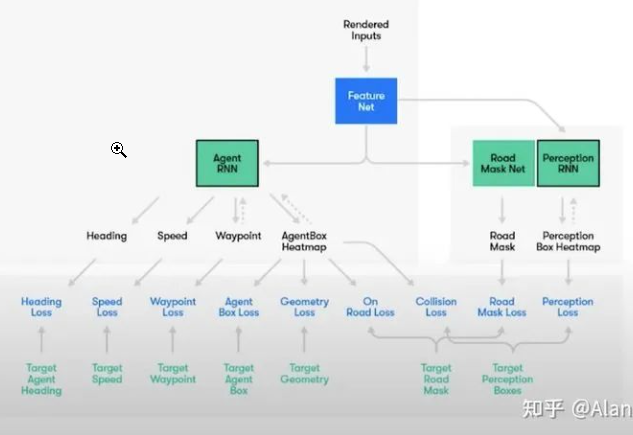 Rendered
Inputs
Feature
Net
Agent
RNN
Road
Mask Net
Perception
RNN
Heading
Speed
Waypoint
AgentBox
Heatmap
Road
Mask
Perception
Box Heatmap
Heading
Loss
Speed
Loss
Waypoint
Loss
Agent
Box Loss
Geometry
Loss
On
Road Loss
Collision
Loss
Road
Mask Loss
Perception
Loss
Target
Agent
Heading
Target
Speed
Target
Waypoint
Target
Agent
Box
Target
Geometry
Target
Road
Mask
Target
Perception
Boxes
知乎 @Alan